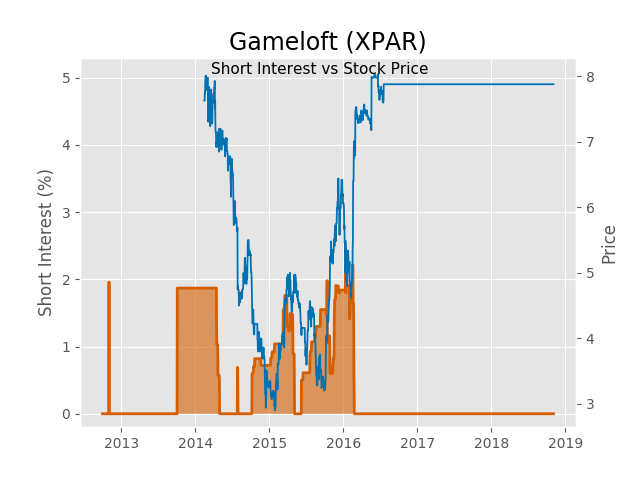 Gameloft (XPAR)
Short Interest vs Stock Price
Short Interest (%)
5
4
3
2
1
0
8
7
6
5
4
3
Price
2013 2014 2015 2016 2017 2018 2019